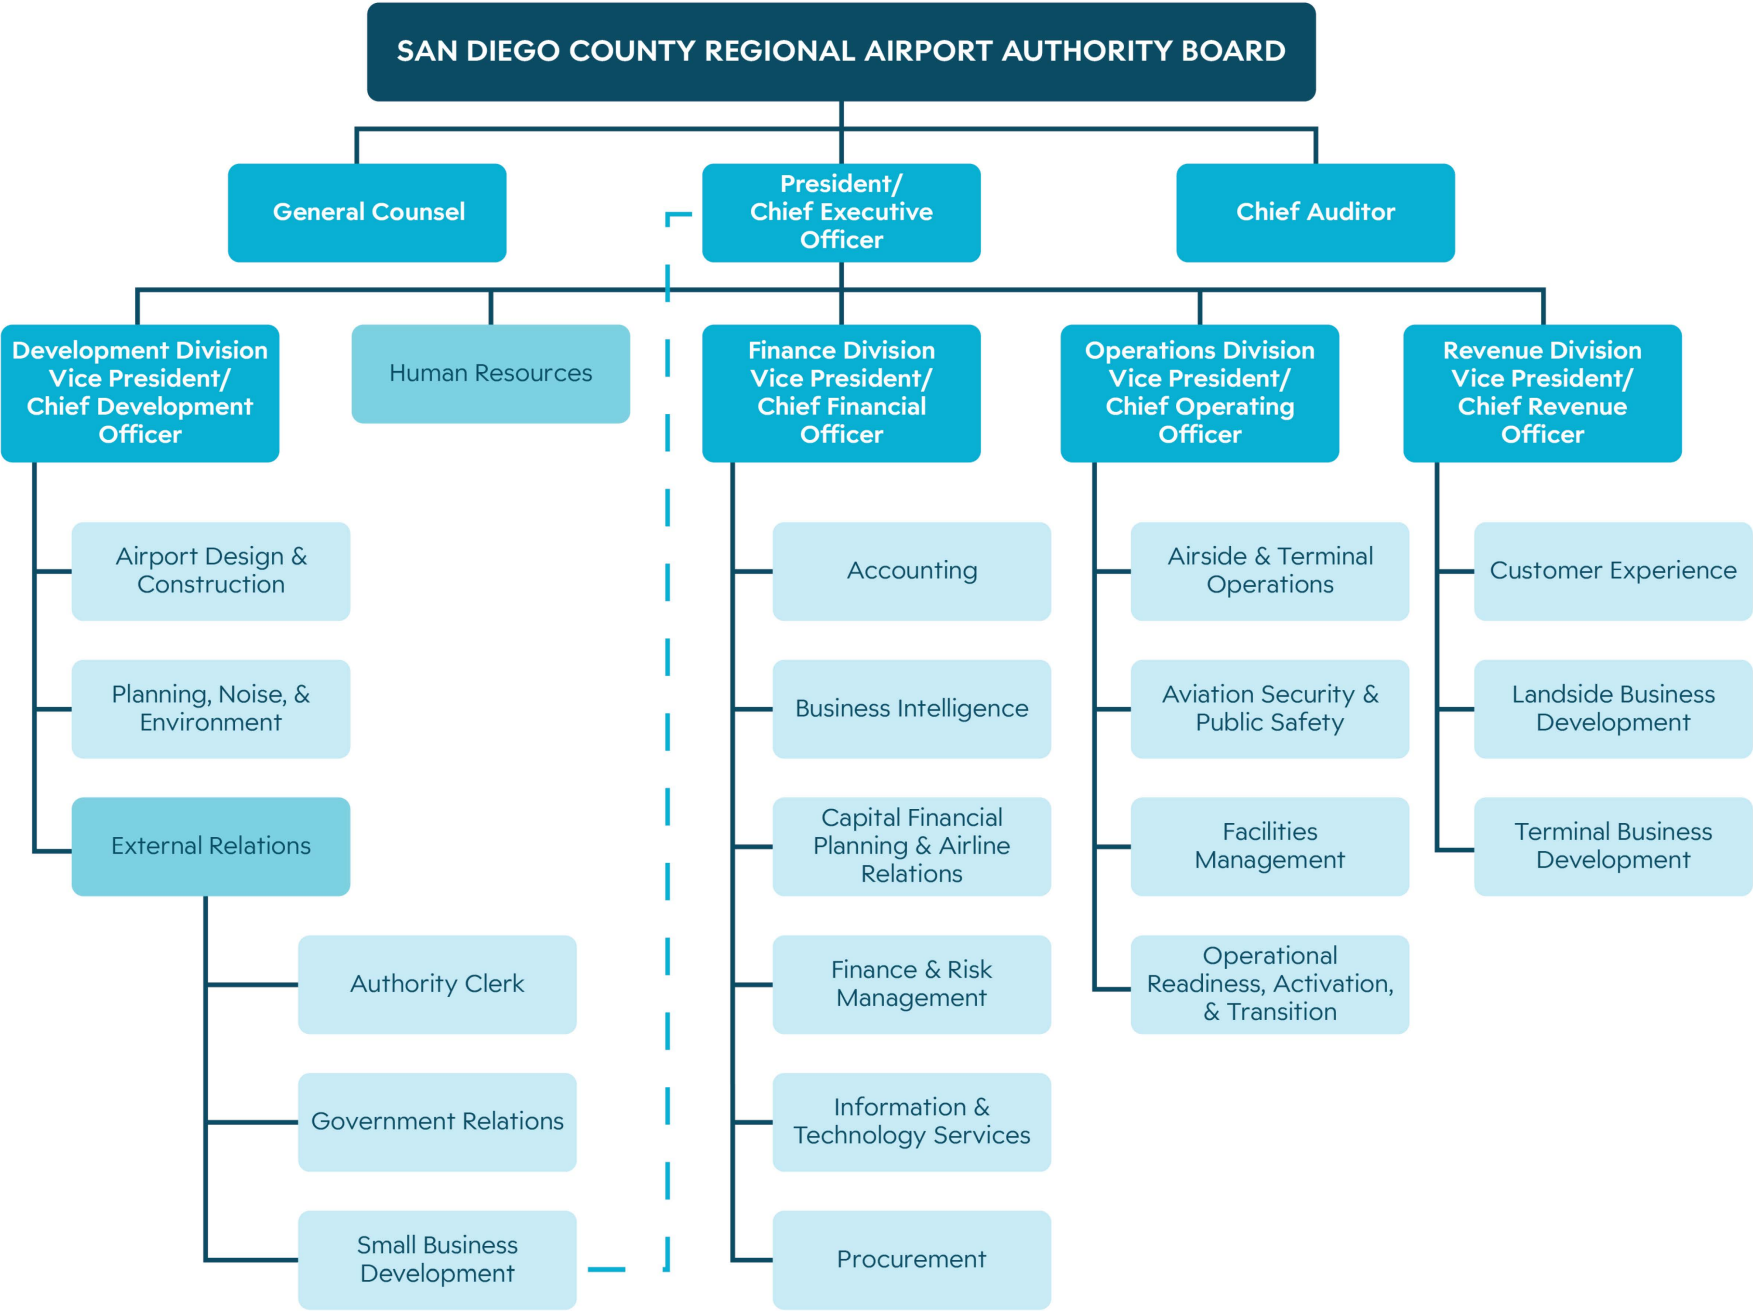 SAN DIEGO COUNTY REGIONAL AIRPORT AUTHORITY BOARD
General Counsel
President/
Chief Executive
Officer
Chief Auditor
Development Division
Vice President/
Chief Development
Officer
Human Resources
Finance Division
Vice President/
Chief Financial
Officer
Operations Division
Vice President/
Chief Operating
Officer
Revenue Division
Vice President/
Chief Revenue
Officer
Airport Design &
Construction
Planning, Noise, &
Environment
External Relations
Authority Clerk
Government Relations
Small Business
Development
Accounting
Business Intelligence
Capital Financial
Planning & Airline
Relations
Finance & Risk
Management
Information &
Technology Services
Procurement
Airside & Terminal
Operations
Aviation Security &
Public Safety
Facilities
Management
Operational
Readiness, Activation,
& Transition
Customer Experience
Landside Business
Development
Terminal Business
Development